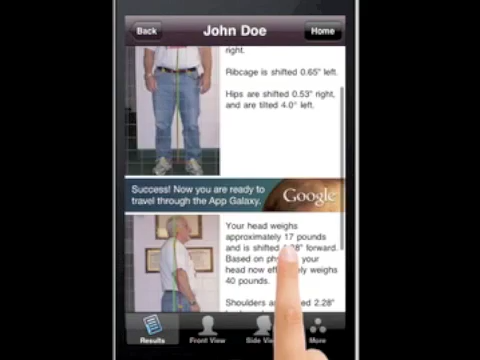 Back
John Doe
Home
right.
Ribcage is shifted 0.65" left.
Hips are shifted 0.53" right,
and are tilted 4.0° left.
Success! Now you are ready to
travel through the App Galaxy.
Google
Your head weighs
approximately 17 pounds
and is shifted
forward.
Based on
your
head now
weighs
40 pounds.
Shoulders
2.28"
Results
Front View
Side
More